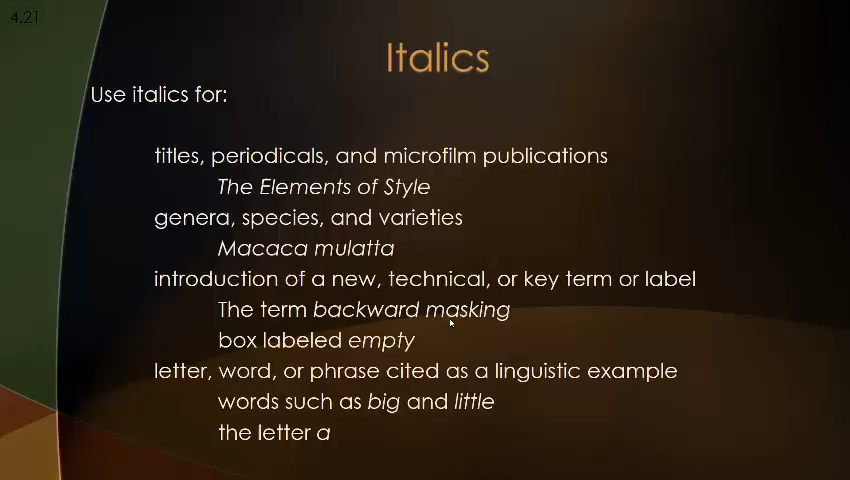 4.21
Italics
Use italics for:
titles, periodicals, and microfilm publications
The Elements of Style
genera, species, and varieties
Macaca mulatta
introduction of a new, technical, or key term or label
The term backward masking
box labeled empty
letter, word, or phrase cited as a linguistic example
words such as big and little
the letter a